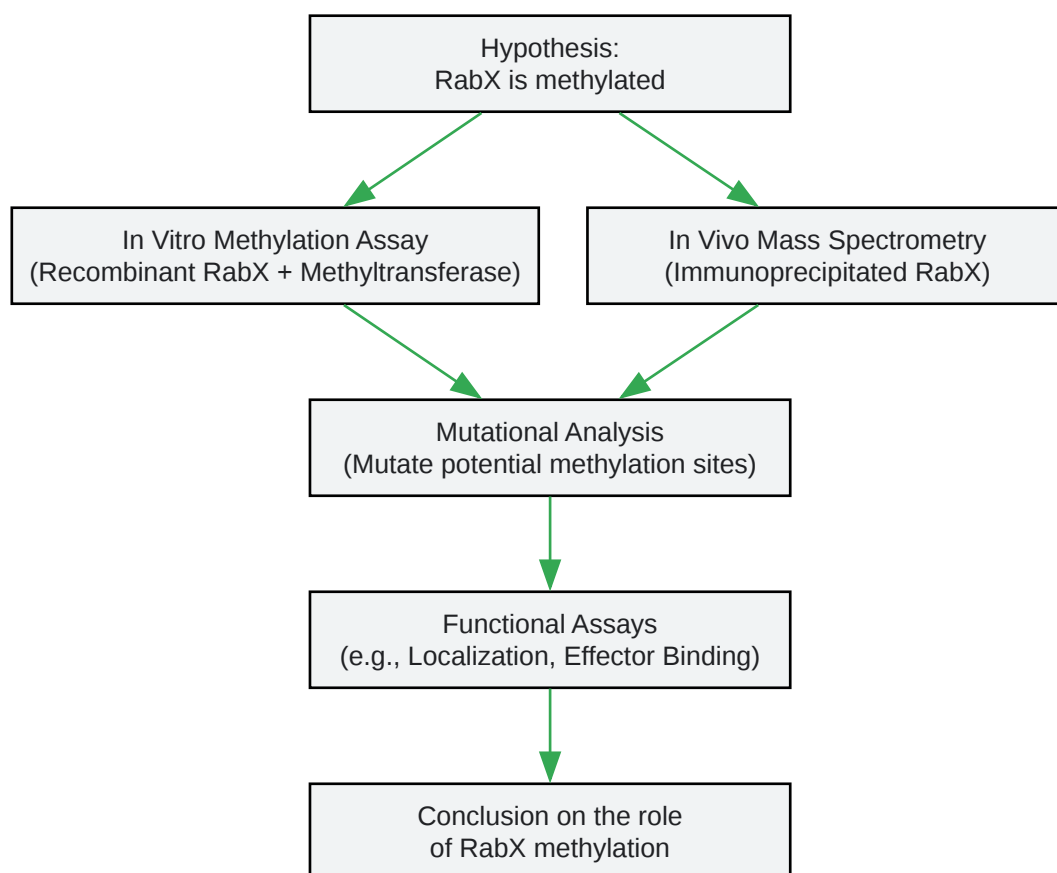 Hypothesis:
RabX is methylated
In Vitro Methylation Assay
(Recombinant RabX + Methyltransferase)
In Vivo Mass Spectrometry
(Immunoprecipitated RabX)
Mutational Analysis
(Mutate potential methylation sites)
Functional Assays
(e.g., Localization, Effector Binding)
Conclusion on the role
of RabX methylation